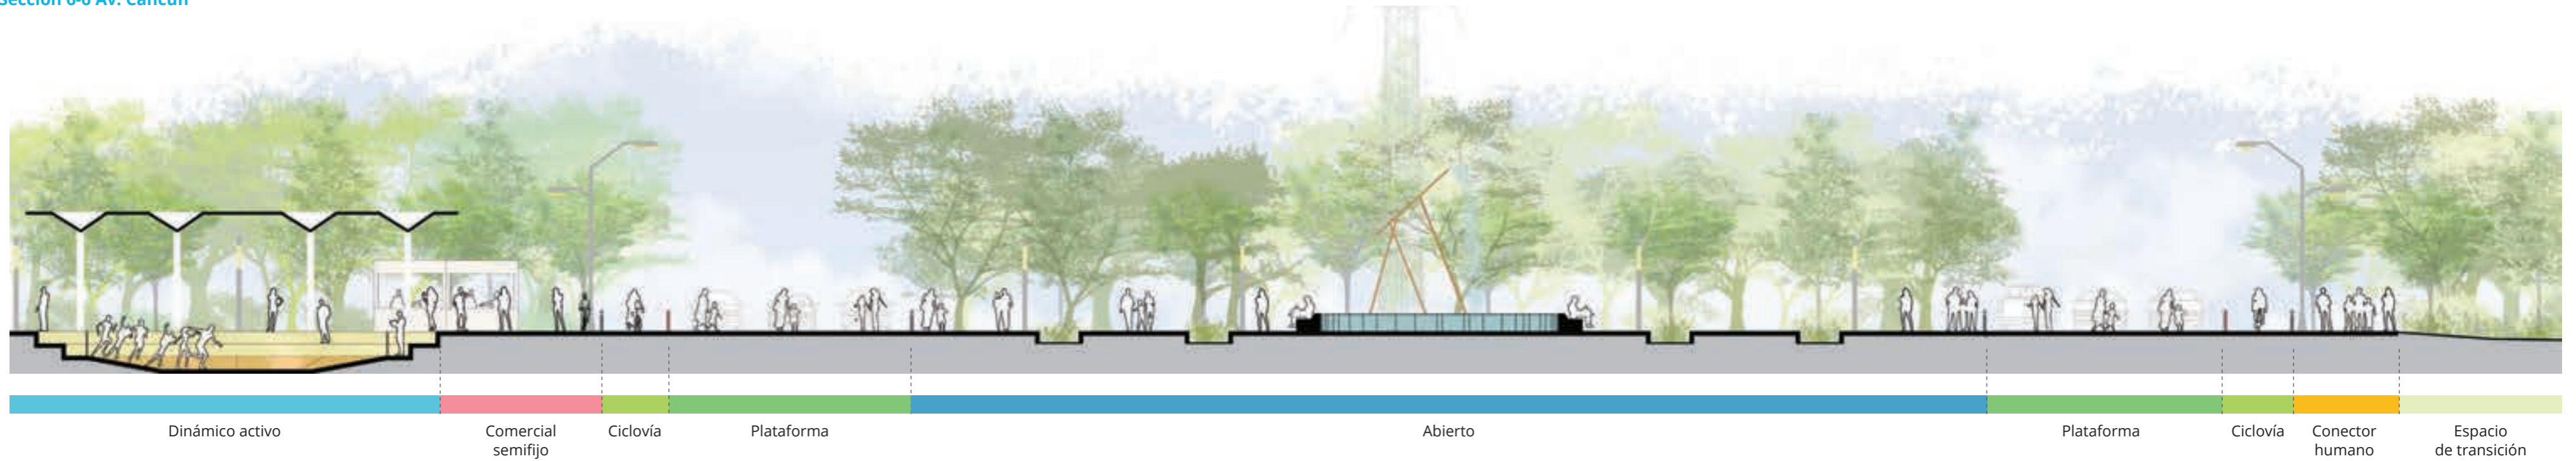 Sección 6-6 Av. Cancún
Dinámico activo
Comercial
semifijo
Ciclovía
Plataforma
Abierto
Plataforma
Ciclovía
Conector
humano
Espacio
de transición